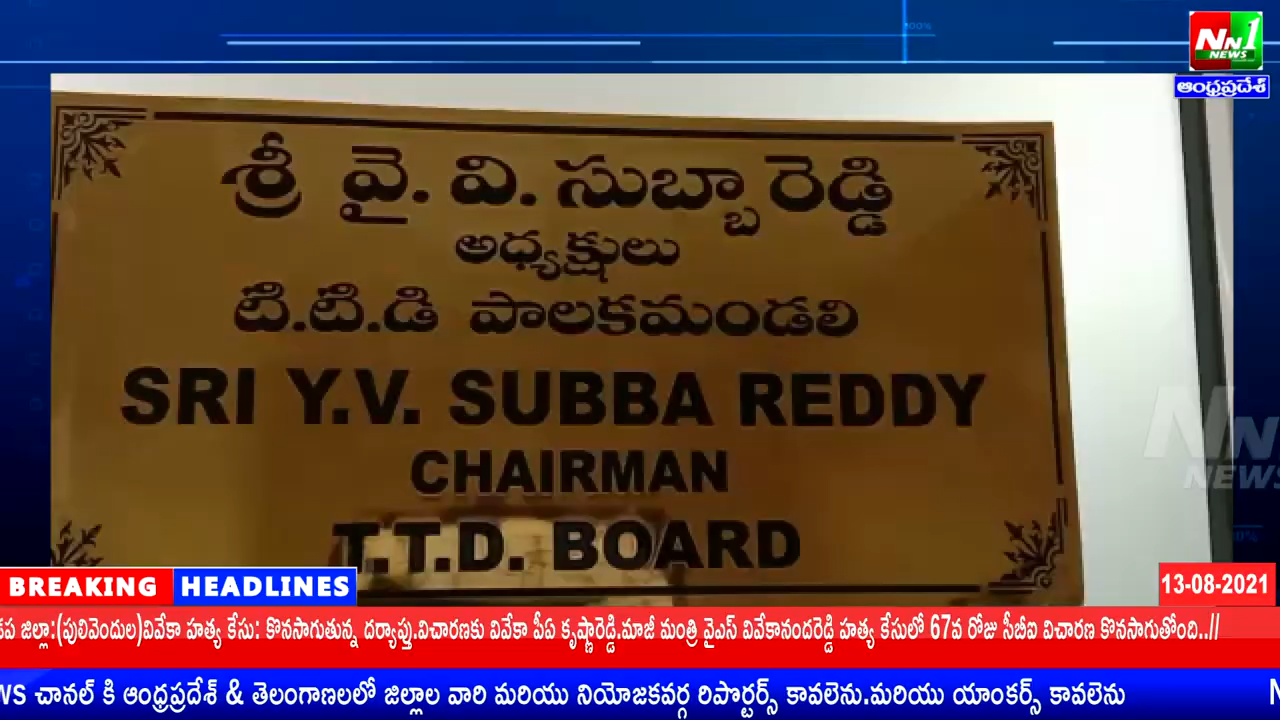 NN1
NEWS
ఆంధ్రప్రదేశ్
శ్రీ వై. వి. సుబ్బారెడ్డి
అధ్యక్షులు
టి.టి.డి పాలకమండలి
SRI Y.V. SUBBA REDDY
CHAIRMAN
T.T.D. BOARD
NN
NEWS
BREAKING HEADLINES
13-08-2021
జిల్లా:(పులివెందుల)వివేకా హత్య కేసు: కొనసాగుతున్న దర్యాప్తు.విచారణకు వివేకా పీఏ కృష్ణారెడ్డి.మాజీ మంత్రి వైఎస్ వివేకానందరెడ్డి హత్య కేసులో 67వ రోజు సీబీఐ విచారణ కొనసాగుతోంది..//
చానల్ కి ఆంధ్రప్రదేశ్ & తెలంగాణలలో జిల్లాల వారి మరియు నియోజకవర్గ రిపోర్టర్స్ కావలెను.మరియు యాంకర్స్ కావలెను